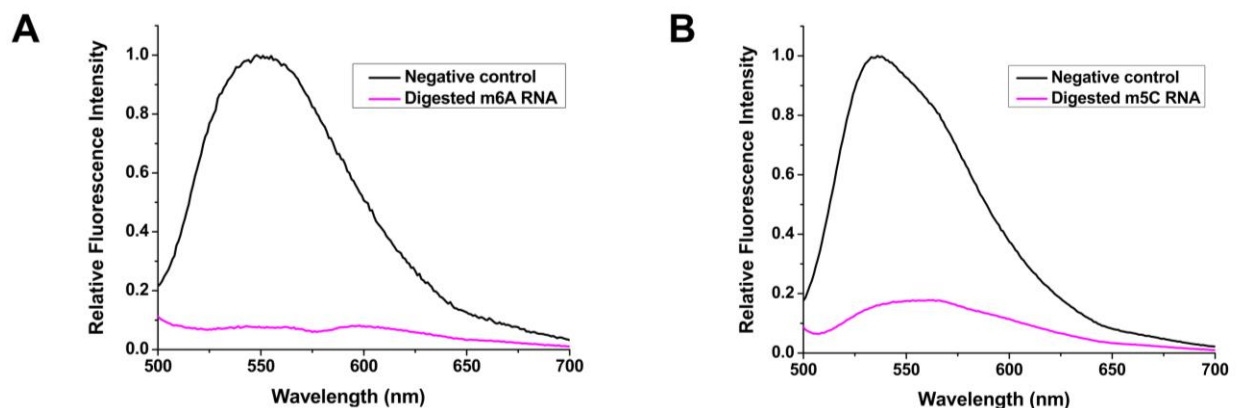 A
Relative Fluorescence Intensity
1.0
0.8
0.6
0.4
0.2
0.0
500
550
600
650
700
Wavelength (nm)
Negative control
Digested m6A RNA
B
Relative Fluorescence Intensity
1.0
0.8
0.6
0.4
0.2
0.0
500
550
600
650
700
Wavelength (nm)
Negative control
Digested m5C RNA